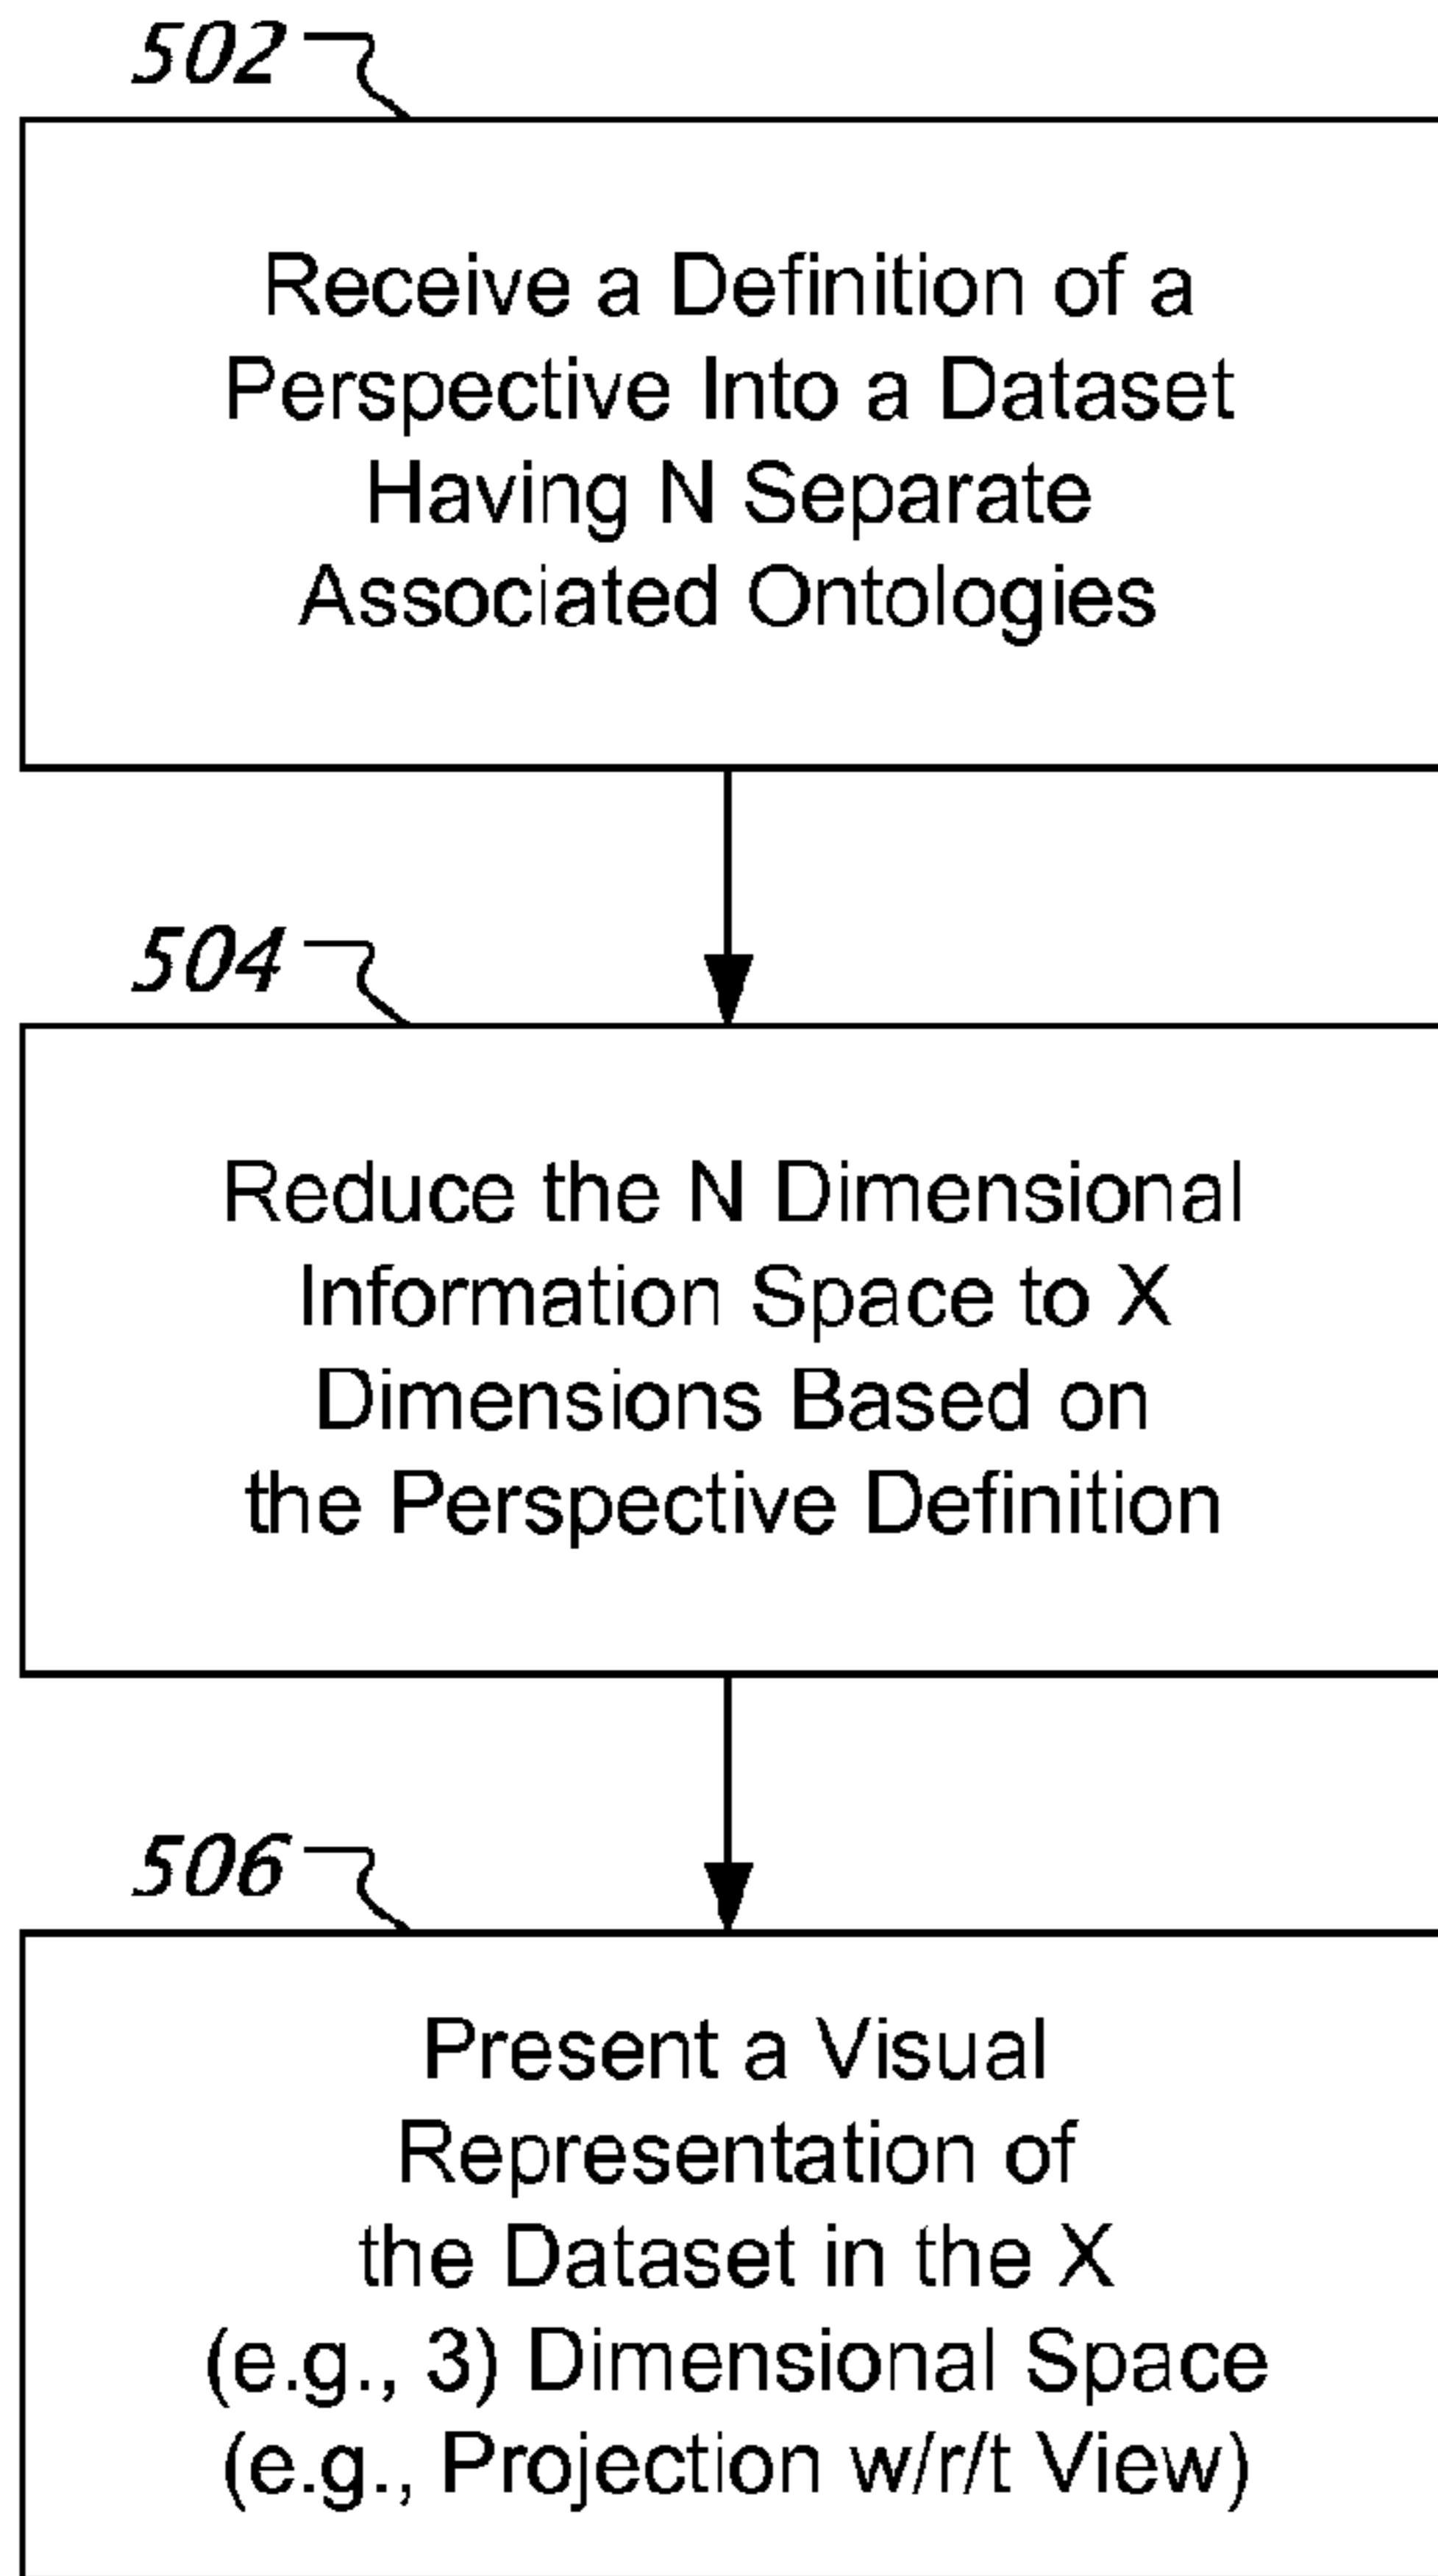 502
Receive a Definition of a
Perspective Into a Dataset
Having N Separate
Associated Ontologies
504
Reduce the N Dimensional
Information Space to X
Dimensions Based on
the Perspective Definition
506
Present a Visual
Representation of
the Dataset in the X
(e.g., 3) Dimensional Space
(e.g., Projection w/r/t View)